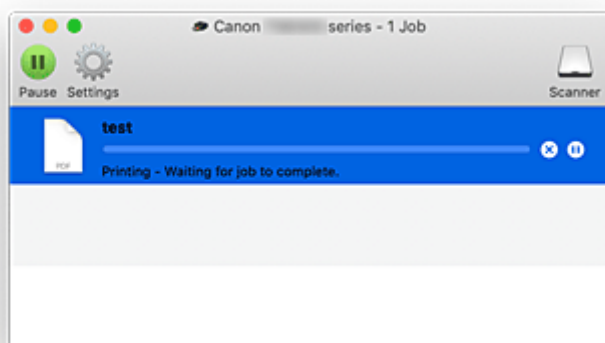 Canon series - 1 Job
Pause Settings Scanner
test
PDF
Printing - Waiting for job to complete.